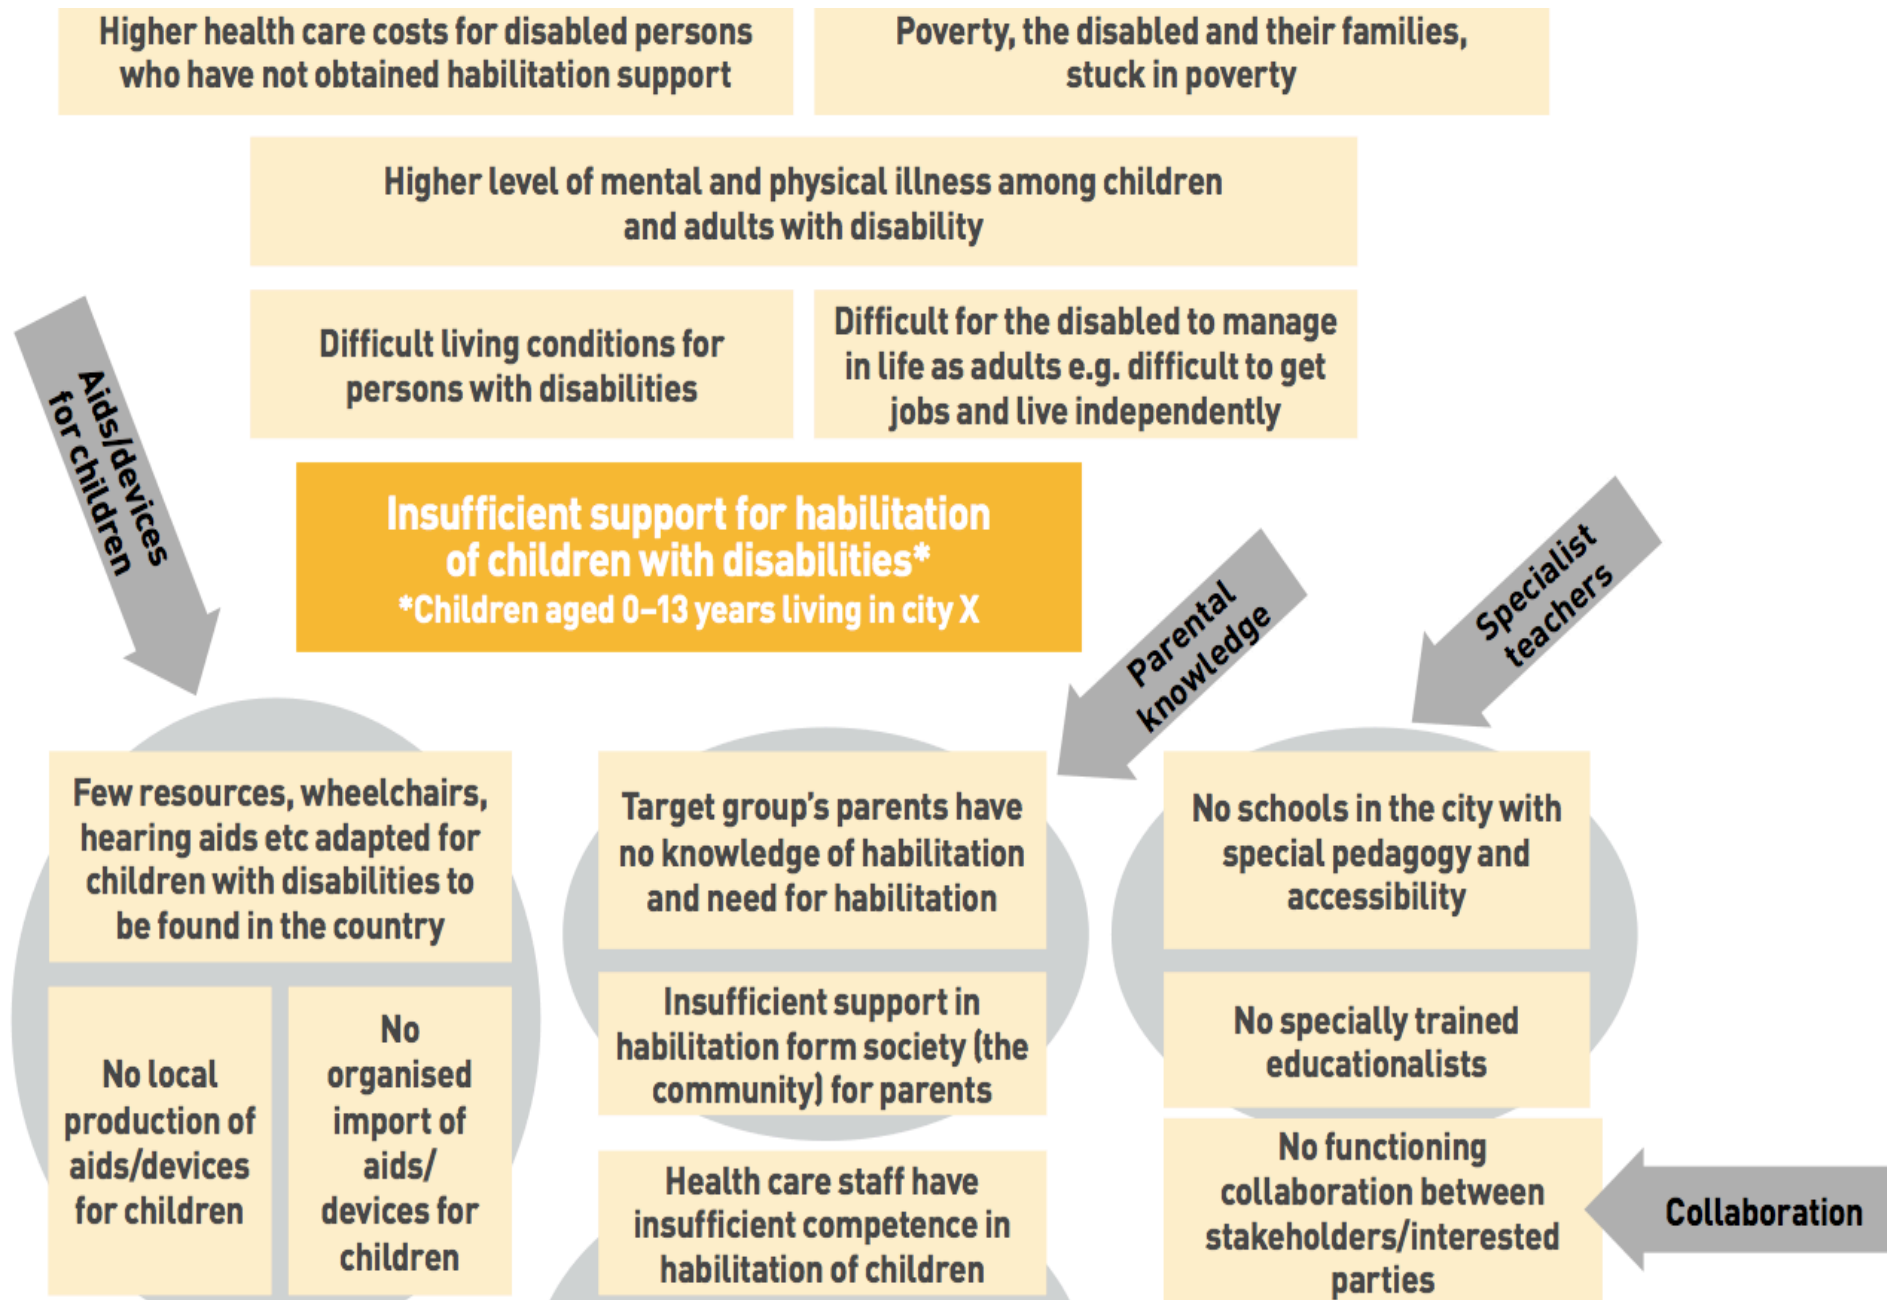 Higher health care costs for disabled persons
who have not obtained habilitation support
Poverty, the disabled and their families,
stuck in poverty
Higher level of mental and physical illness among children
and adults with disability
Difficult living conditions for
persons with disabilities
Difficult for the disabled to manage
in life as adults e.g. difficult to get
jobs and live independently
Aids/devices
for children
Insufficient support for habilitation
of children with disabilities*
*Children aged 0–13 years living in city X
Parental
knowledge
Specialist
teachers
Few resources, wheelchairs,
hearing aids etc adapted for
children with disabilities to
be found in the country
Target group's parents have
no knowledge of habilitation
and need for habilitation
No schools in the city with
special pedagogy and
accessibility
No local
production of
aids/devices
for children
No
organised
import of
aids/
devices for
children
Insufficient support in
habilitation form society (the
community) for parents
No specially trained
educationalists
Health care staff have
insufficient competence in
habilitation of children
No functioning
collaboration between
stakeholders/interested
parties
Collaboration